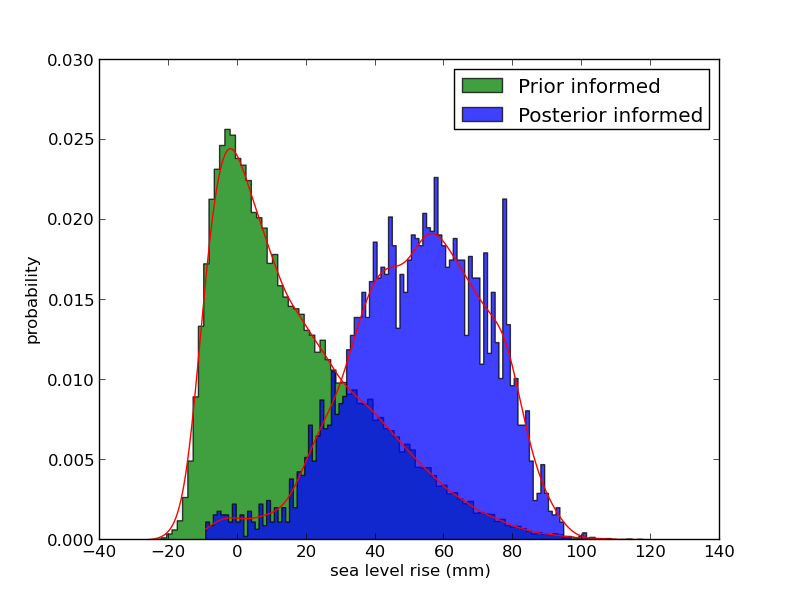 0.030
0.025
0.020
0.015
0.010
0.005
0.000
probability
Prior informed
Posterior informed
−40 −20 0 20 40 60 80 100 120 140
sea level rise (mm)